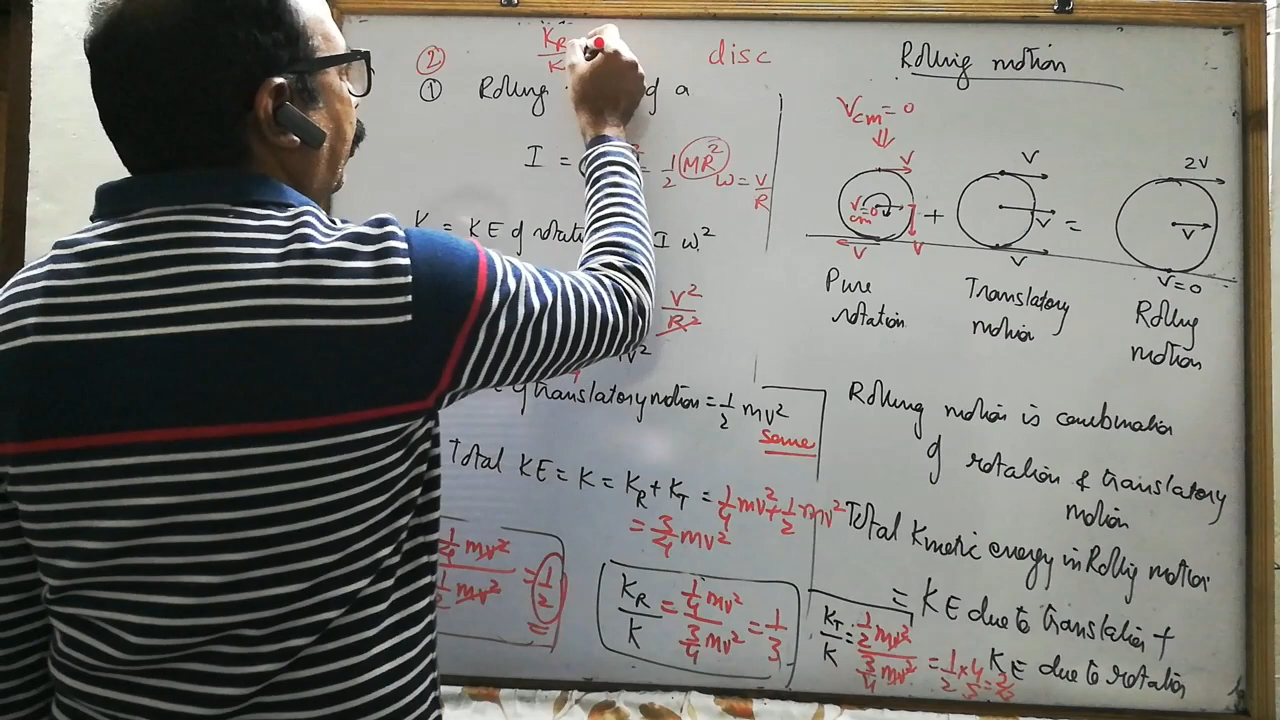 ②
K_R
K
disc
① Rolling
a
I =
= 1/2 MR²
ω = V/R
= KE of rotat
I ω²
V²/R²
of translatory motion = 1/2 mv²
same
Total KE = K = K_R + K_T = 1/4 mv² + 1/2 mv²
= 3/4 mv²
1/4 mv² / 1/2 mv² = 1/2
K_R/K = 1/4 mv² / 3/4 mv² = 1/3
Rolling motion
V_cm = 0
⇓
V
V_cm = 0
V
V
+
V
V
V
=
2V
V
V=0
Pure rotation
Translatory motion
Rolling motion
Rolling motion is combination
of rotation & translatory
motion
Total Kinetic energy in Rollig motion
= KE due to translation +
KE due to rotation
K_T/K = 1/2 mv² / 3/4 mv² = 1/2 × 4/3 =